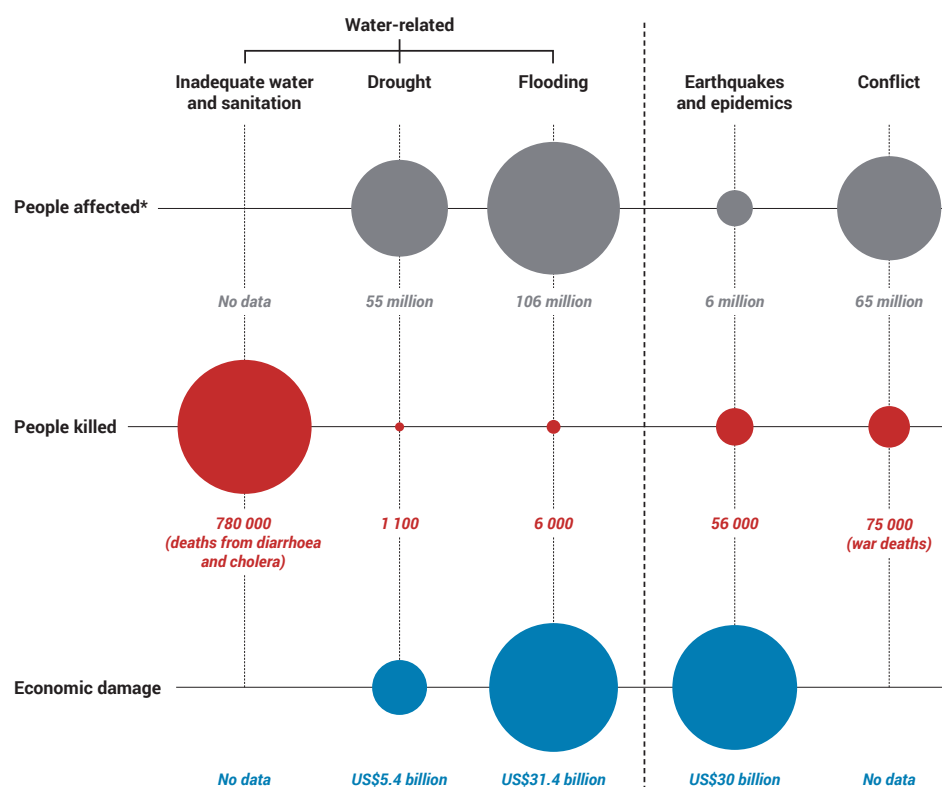 Water-related
Inadequate water
and sanitation
Drought
Flooding
Earthquakes
and epidemics
Conflict
People affected*
No data
55 million
106 million
6 million
65 million
People killed
780 000
(deaths from diarrhoea
and cholera)
1 100
6 000
56 000
75 000
(war deaths)
Economic damage
No data
US$5.4 billion
US$31.4 billion
US$30 billion
No data